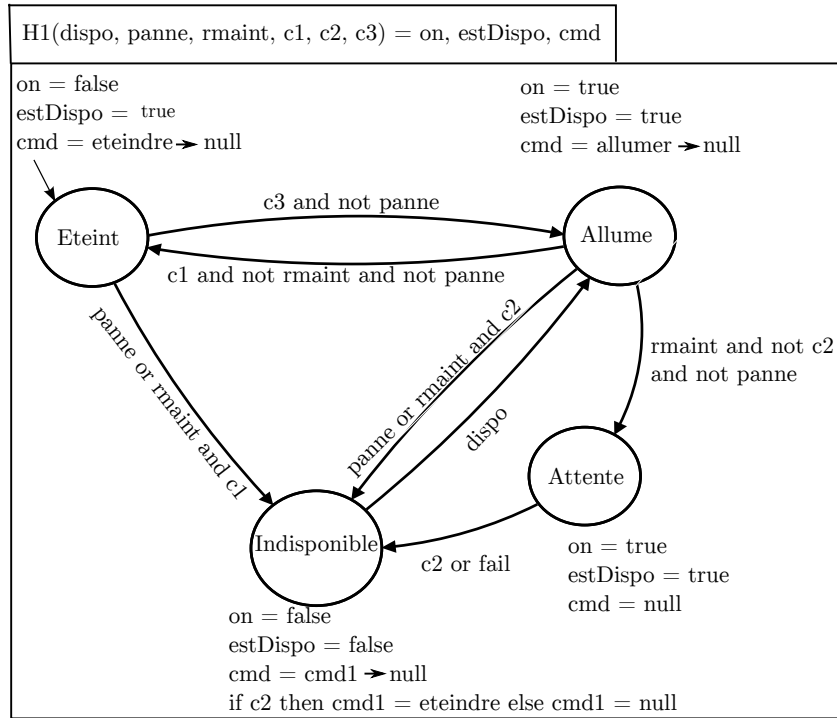 H1(dispo, panne, rmaint, c1, c2, c3) = on, estDispo, cmd
on = false
estDispo = true
cmd = eteindre → null
on = true
estDispo = true
cmd = allumer → null
c3 and not panne
Eteint
Allume
c1 and not rmaint and not panne
panne or rmaint and c1
panne or rmaint and c2
dispo
rmaint and not c2
and not panne
Attente
Indisponible
c2 or fail
on = true
estDispo = true
cmd = null
on = false
estDispo = false
cmd = cmd1 → null
if c2 then cmd1 = eteindre else cmd1 = null